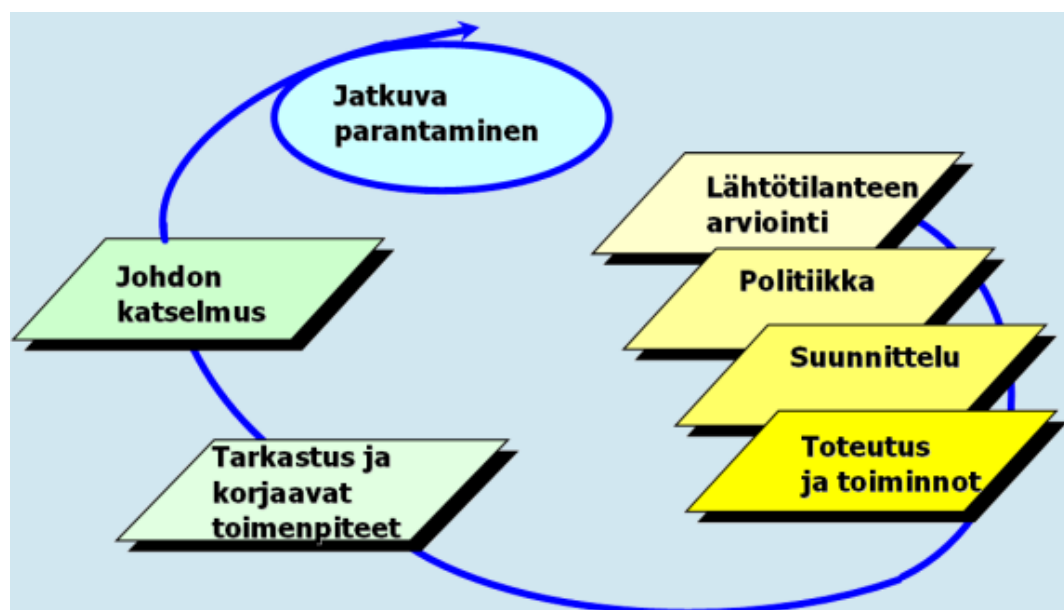 Jatkuva
parantaminen
Lähtötilanteen
arviointi
Politiikka
Suunnittelu
Toteutus
ja toiminnot
Tarkastus ja
korjaavat
toimenpiteet
Johdon
katselmus